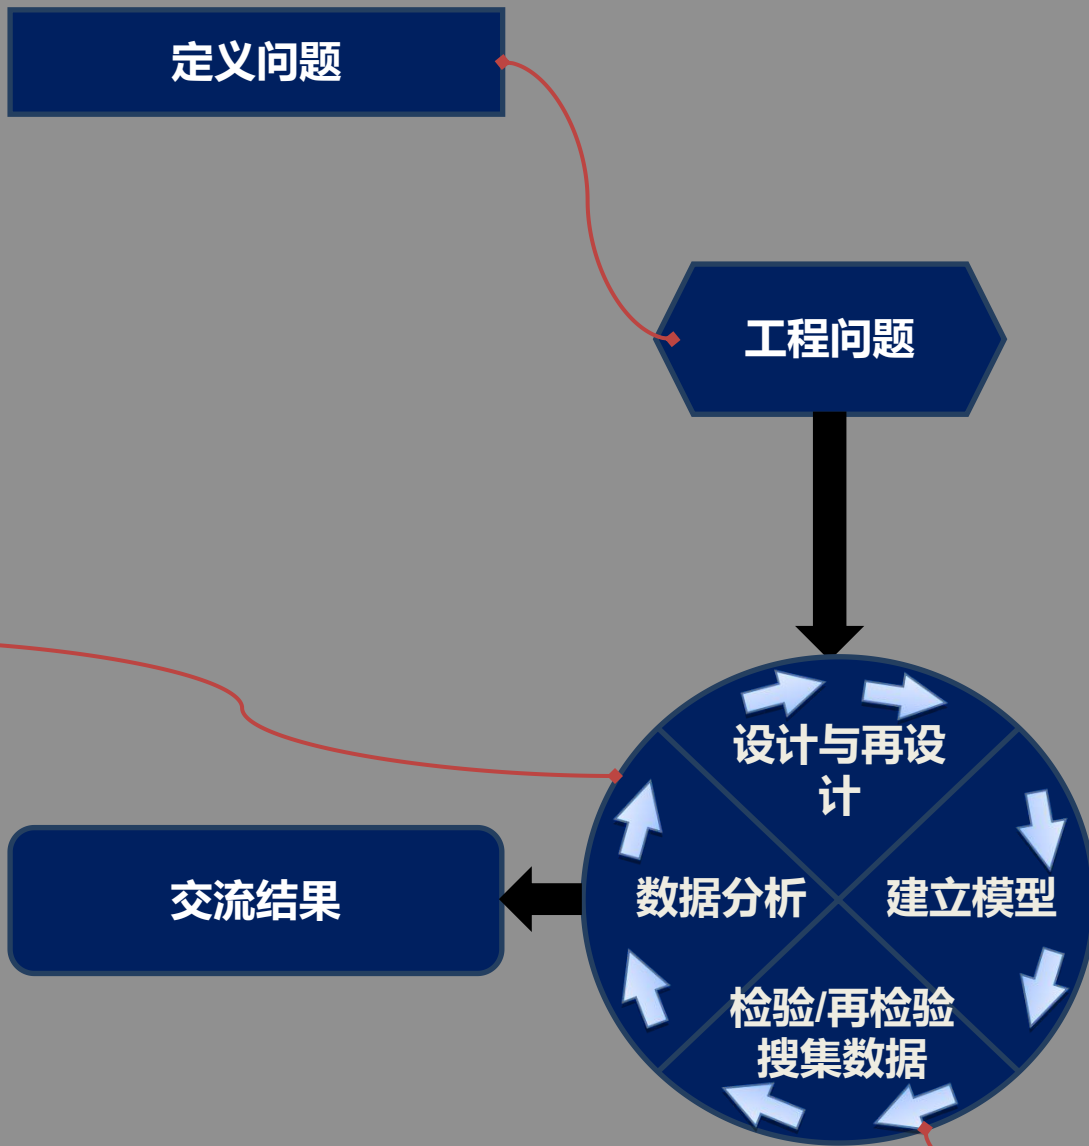 定义问题
工程问题
设计与再设
计
数据分析
建立模型
交流结果
检验/再检验
搜集数据